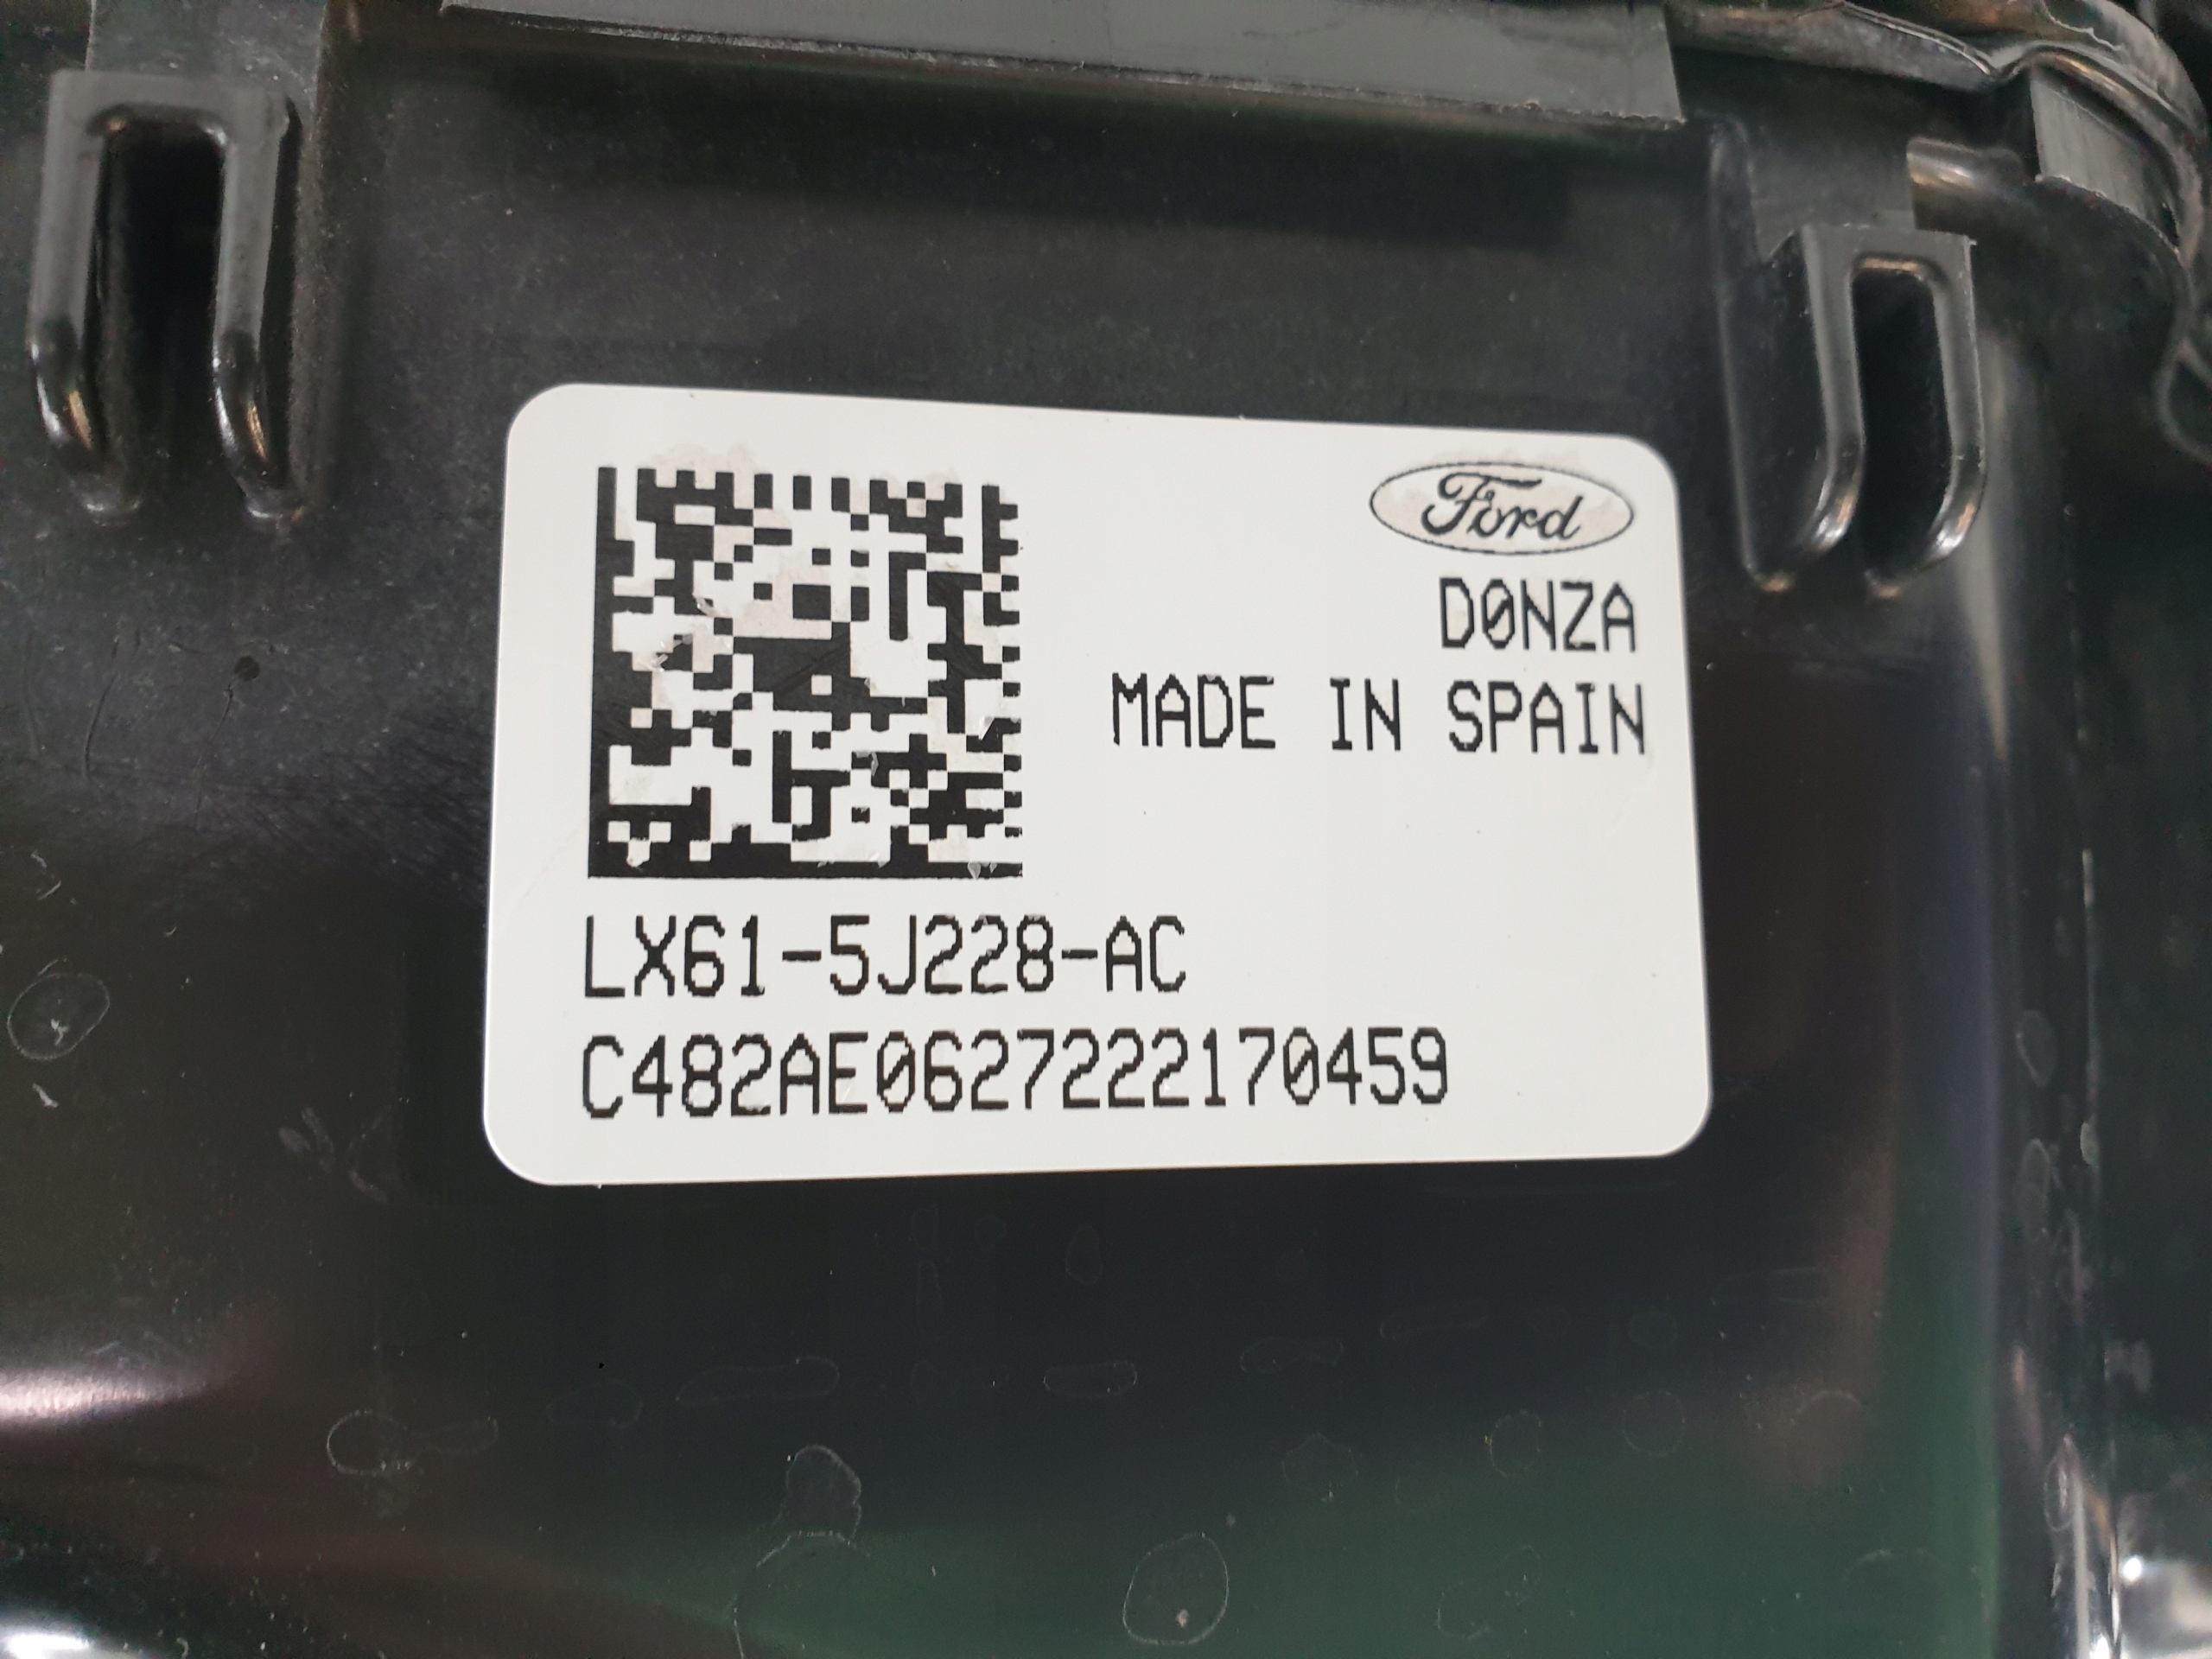 Ford
D0NZA
MADE IN SPAIN
LX61-5J228-AC
C482AE0627222170459